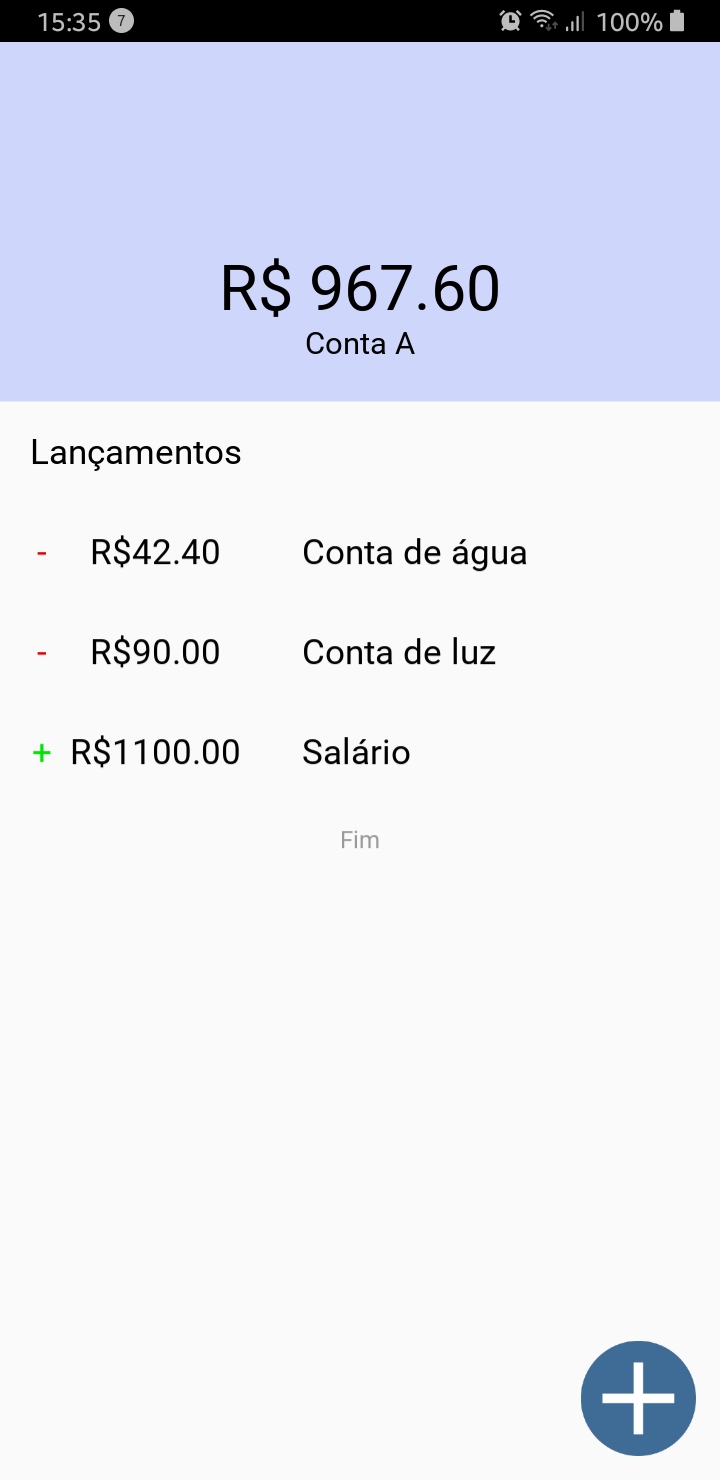 15:35 7 100%
R$ 967.60
Conta A
Lançamentos
- R$42.40 Conta de água
- R$90.00 Conta de luz
+ R$1100.00 Salário
Fim